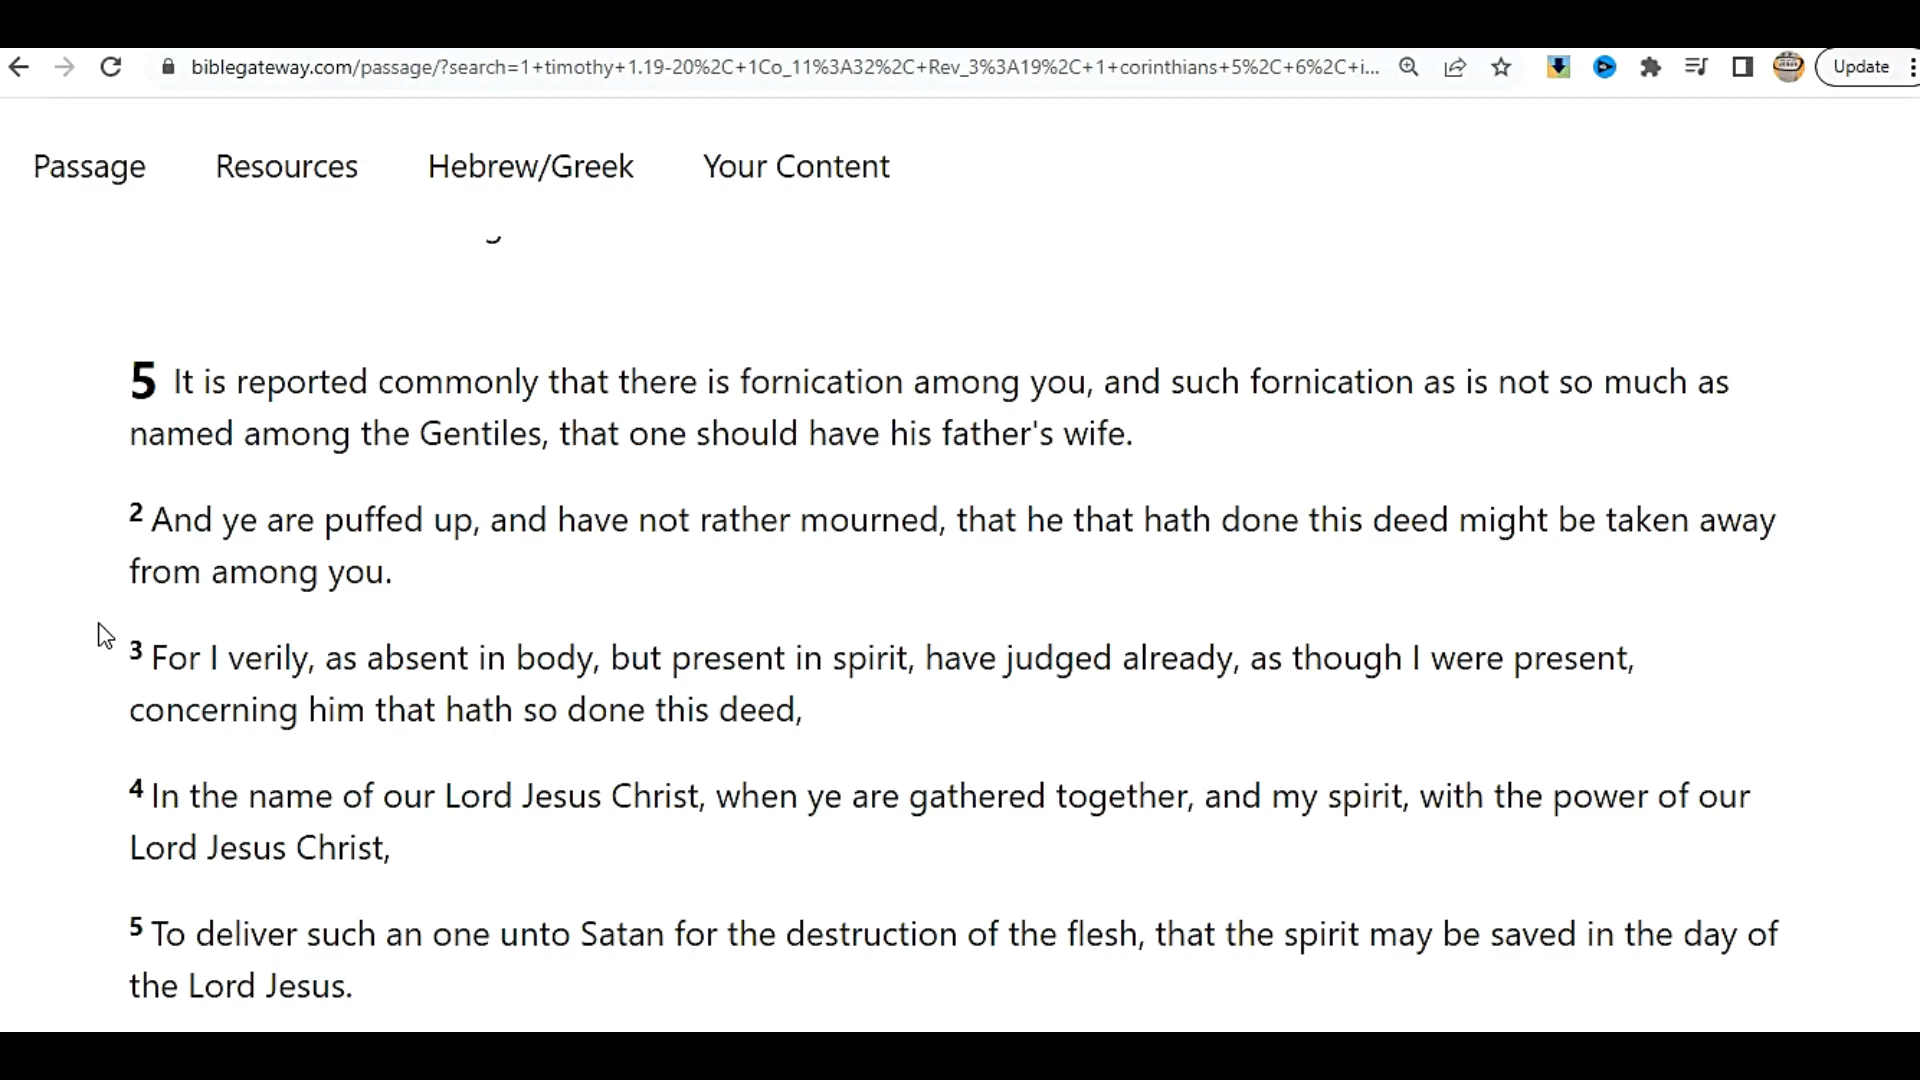 biblegateway.com/passage/?search=1+timothy+1.19-20%2C+1Co_11%3A32%2C+Rev_3%3A19%2C+1+corinthians+5%2C+6%2C+i...
Update
Passage Resources Hebrew/Greek Your Content
5 It is reported commonly that there is fornication among you, and such fornication as is not so much as
named among the Gentiles, that one should have his father's wife.
2 And ye are puffed up, and have not rather mourned, that he that hath done this deed might be taken away
from among you.
3 For I verily, as absent in body, but present in spirit, have judged already, as though I were present,
concerning him that hath so done this deed,
4 In the name of our Lord Jesus Christ, when ye are gathered together, and my spirit, with the power of our
Lord Jesus Christ,
5 To deliver such an one unto Satan for the destruction of the flesh, that the spirit may be saved in the day of
the Lord Jesus.